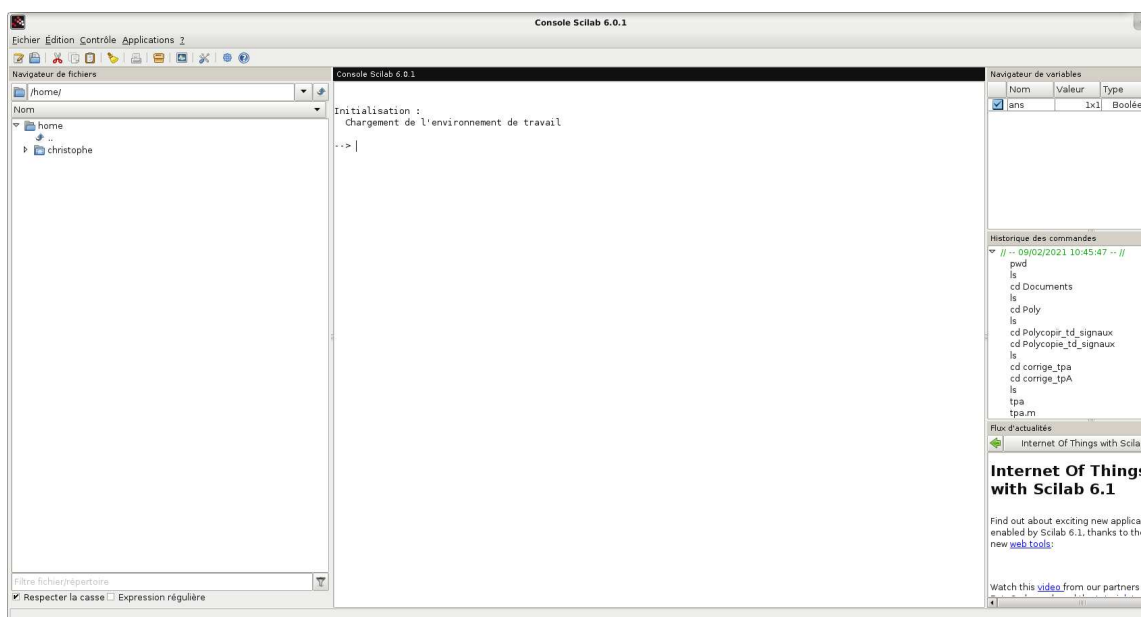 Console Scilab 6.0.1
Fichier Édition Contrôle Applications ?
Navigateur de fichiers
/home/
Nom
home
..
christophe
Filtre fichier/répertoire
Respecter la casse Expression régulière
Console Scilab 6.0.1
Initialisation :
Chargement de l'environnement de travail
-->
Navigateur de variables
Nom Valeur Type
ans 1x1 Boolée
Historique des commandes
// -- 09/02/2021 10:45:47 -- //
pwd
ls
cd Documents
ls
cd Poly
ls
cd Polycopir_td_signaux
cd Polycopie_td_signaux
ls
cd corrige_tpa
cd corrige_tpA
ls
tpa
tpa.m
Flux d'actualités
Internet Of Things with Scila
Internet Of Things
with Scilab 6.1
Find out about exciting new applica
enabled by Scilab 6.1, thanks to the
new web tools:
Watch this video from our partners